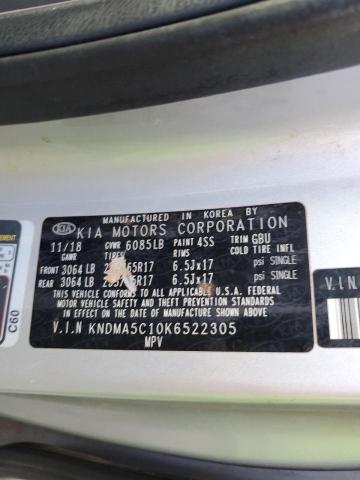 MANUFACTURED IN KOREA BY
KIA KIA MOTORS CORPORATION
11/18 GVWR 6085LB PAINT 4SS TRIM GBU
GAWR TIRES RIMS COLD TIRE INFL
FRONT 3064 LB 6.5Jx17 psi SINGLE
REAR 3064 LB 6.5Jx17 psi SINGLE
THIS VEHICLE CONFORMS TO ALL APPLICABLE U.S.A. FEDERAL
MOTOR VEHICLE SAFETY AND THEFT PREVENTION STANDARDS IN
EFFECT ON THE DATE OF MANUFACTURE SHOWN ABOVE.
V.I.N KNDMA5C10K6522305
MPV
C60
V.I.N